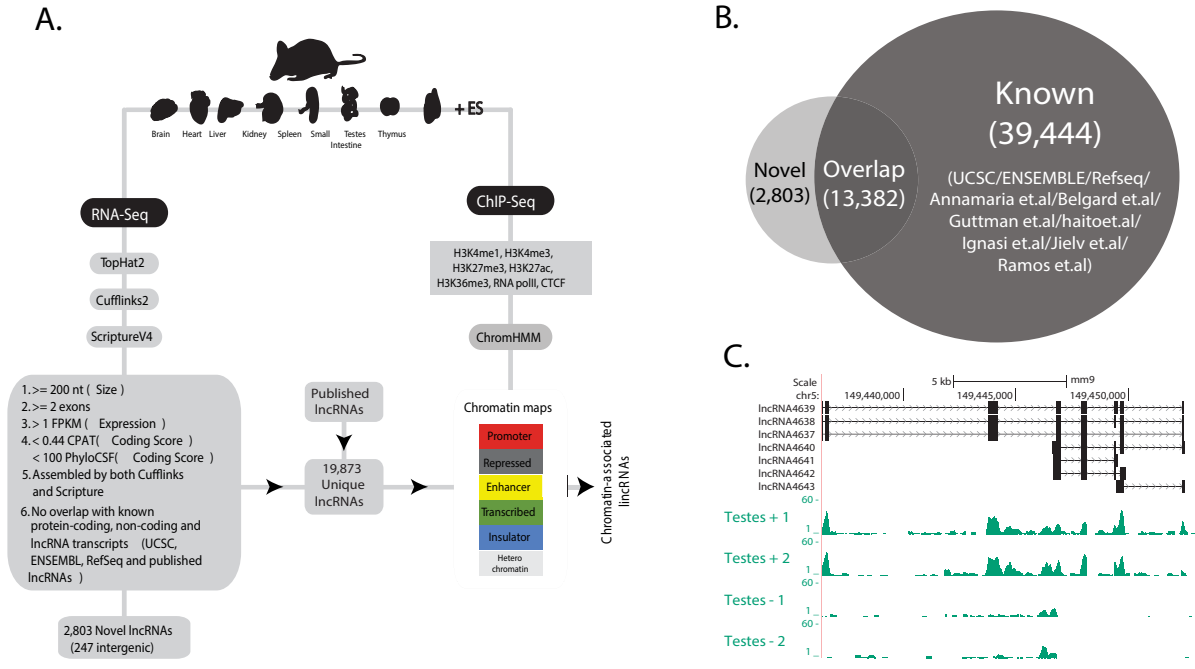 A.
+ ES
Brain
Heart
Liver
Kidney
Spleen
Small
Intestine
Testes
Thymus
RNA-Seq
TopHat2
Cufflinks2
ScriptureV4
1. >= 200 nt ( Size )
2. >= 2 exons
3. > 1 FPKM ( Expression )
4. < 0.44 CPAT ( Coding Score )
< 100 PhyloCSF( Coding Score )
5. Assembled by both Cufflinks
and Scripture
6. No overlap with known
protein-coding, non-coding and
lncRNA transcripts (UCSC,
ENSEMBL, RefSeq and published
lncRNAs )
2,803 Novel lncRNAs
(247 intergenic)
Published
lncRNAs
19,873
Unique
lncRNAs
ChIP-Seq
H3K4me1, H3K4me3,
H3K27me3, H3K27ac,
H3K36me3, RNA polII, CTCF
ChromHMM
Chromatin maps
Promoter
Repressed
Enhancer
Transcribed
Insulator
Hetero
chromatin
Chromatin-associated
lincRNAs
B.
Novel
(2,803)
Overlap
(13,382)
Known
(39,444)
(UCSC/ENSEMBLE/Refseq/
Annamaria et.al/Belgard et.al/
Guttman et.al/haitoet.al/
Ignasi et.al/Jielv et.al/
Ramos et.al)
C.
Scale
5 kb
mm9
chr5:
149,440,000
149,445,000
149,450,000
lncRNA4639
lncRNA4638
lncRNA4637
lncRNA4640
lncRNA4641
lncRNA4642
lncRNA4643
60 -
Testes + 1
1 _
60 -
Testes + 2
1 _
60 -
Testes - 1
1 _
60 -
Testes - 2
1 _